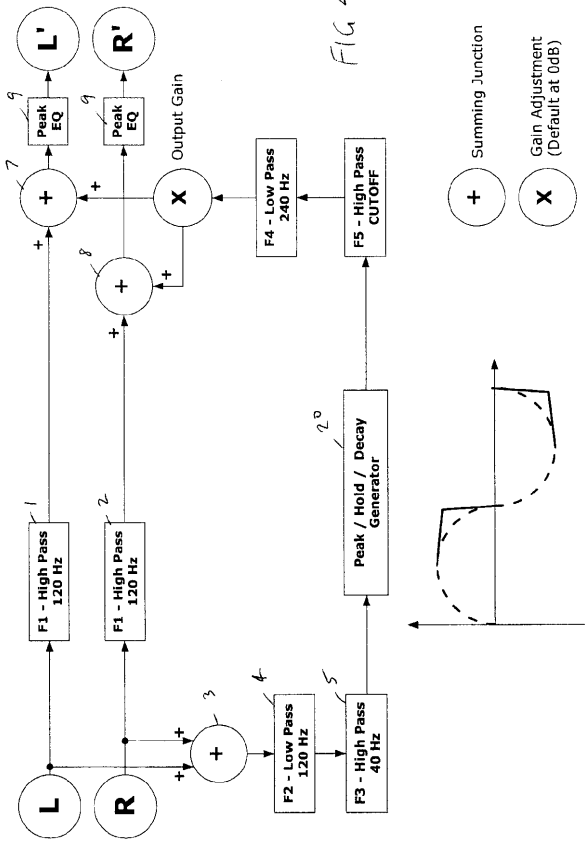 L
R
F1 - High Pass
120 Hz
1
F1 - High Pass
120 Hz
2
+
+
+
3
F2 - Low Pass
120 Hz
4
F3 - High Pass
40 Hz
5
Peak / Hold / Decay
Generator
20
F5 - High Pass
CUTOFF
F4 - Low Pass
240 Hz
X
Output Gain
+
+
+
8
+
+
+
7
Peak
EQ
9
Peak
EQ
9
L'
R'
FIG
+
Summing Junction
X
Gain Adjustment
(Default at 0dB)